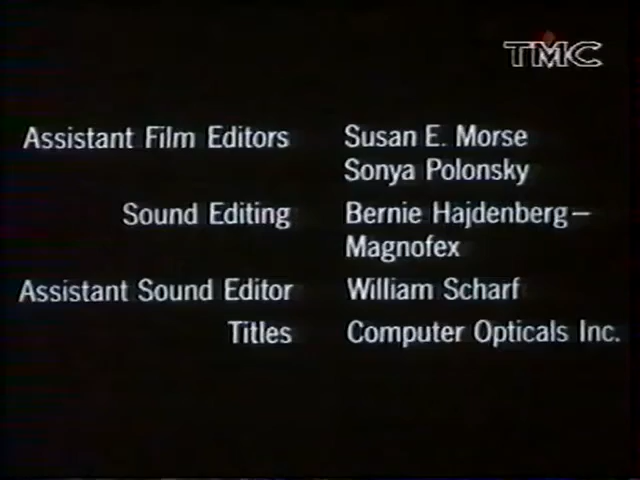 TMC
Assistant Film Editors Susan E. Morse
Sonya Polonsky
Sound Editing Bernie Hajdenberg–
Magnofex
Assistant Sound Editor William Scharf
Titles Computer Opticals Inc.